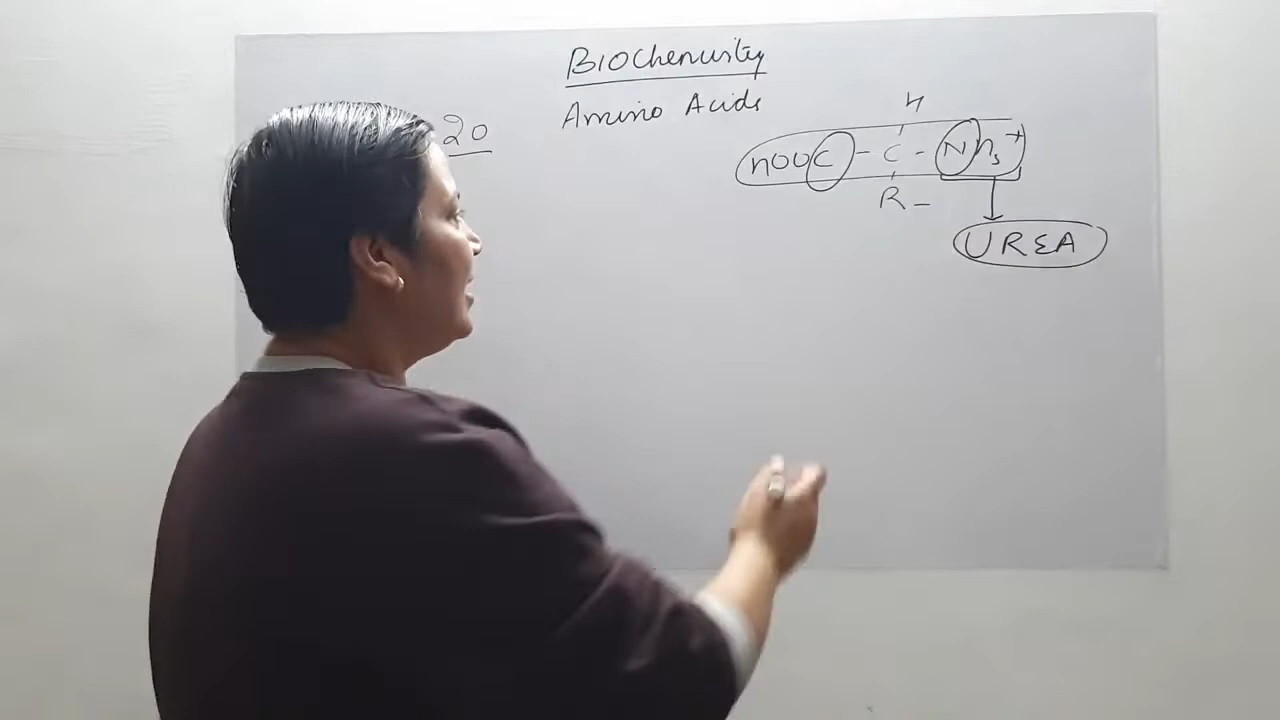 Biochemistry
Amino Acids
20
H
HOOC - C - NH3+
R -
UREA